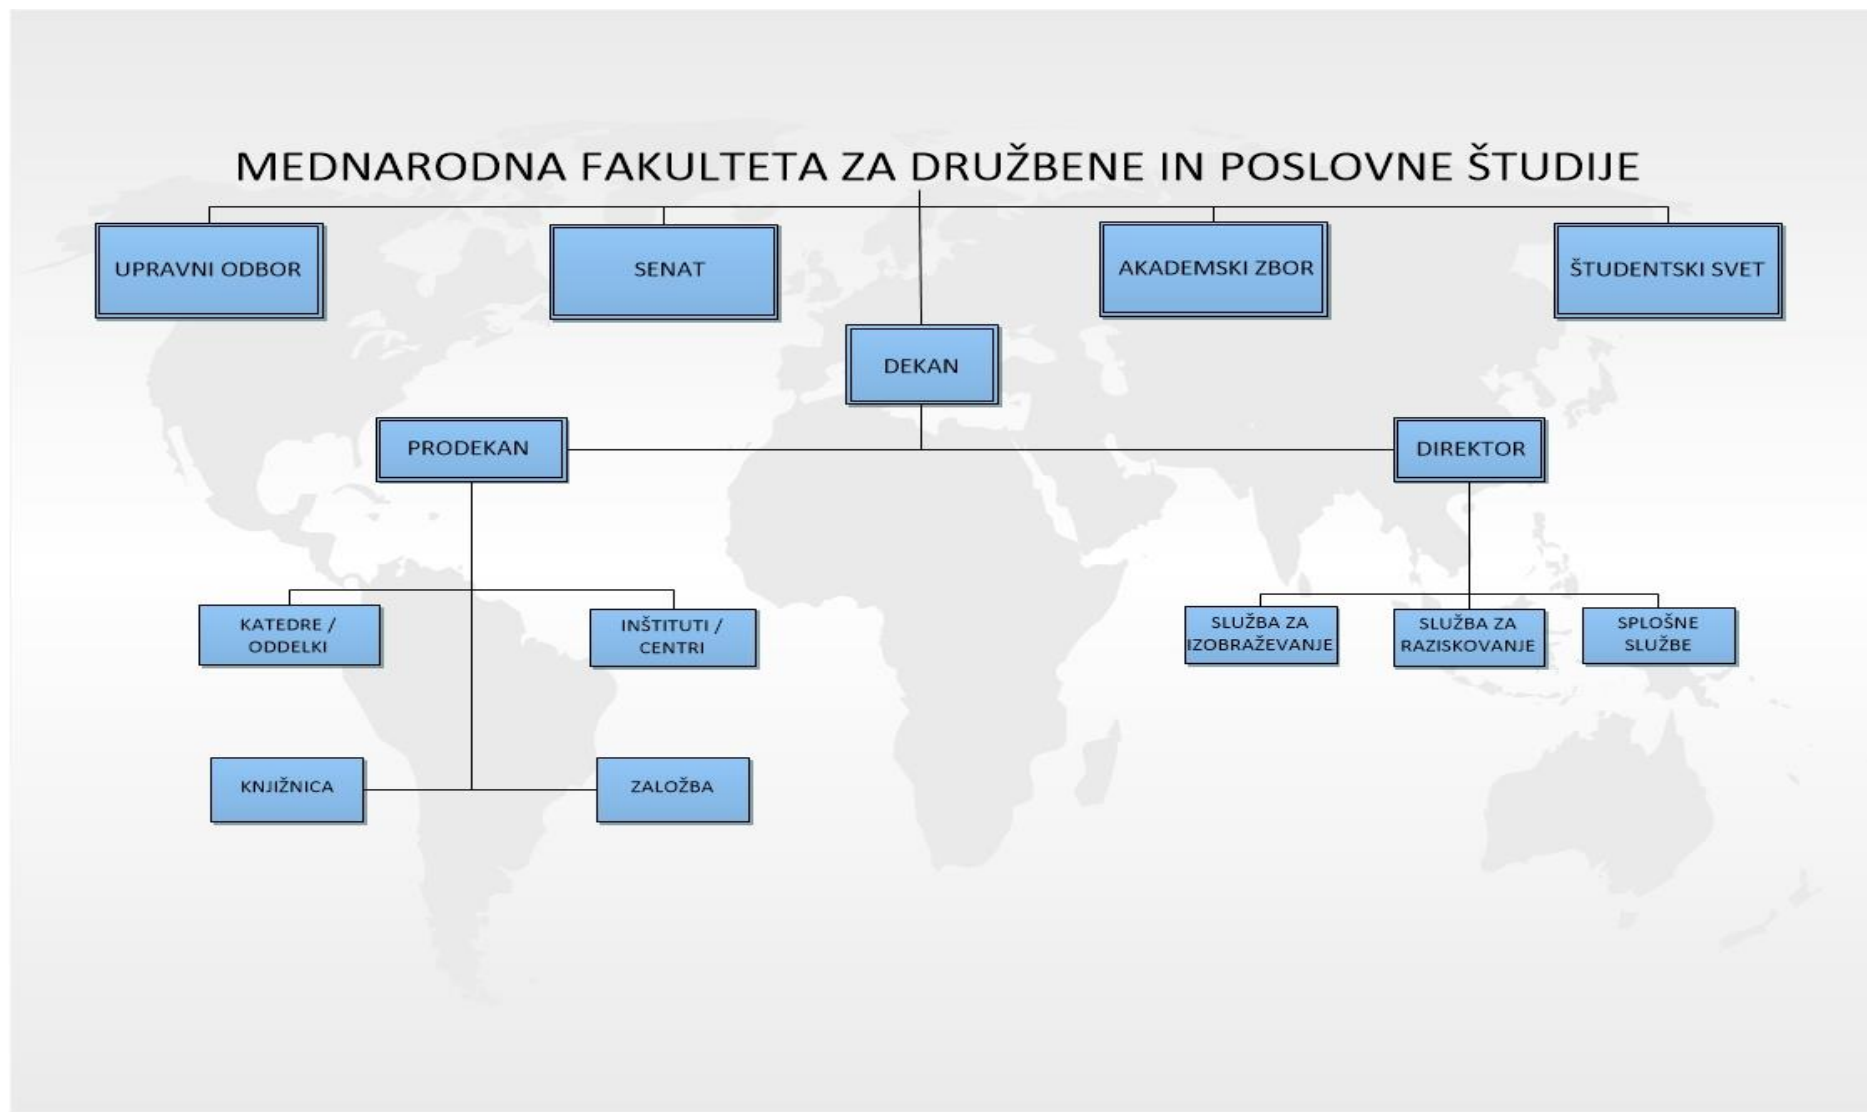 MEDNARODNA FAKULTETA ZA DRUŽBENE IN POSLOVNE ŠTUDIJE
UPRAVNI ODBOR
SENAT
AKADEMSKI ZBOR
ŠTUDENTSKI SVET
DEKAN
PRODEKAN
DIREKTOR
KATEDRE /
ODDELKI
INŠTITUTI /
CENTRI
SLUŽBA ZA
IZOBRAŽEVANJE
SLUŽBA ZA
RAZISKOVANJE
SPLOŠNE
SLUŽBE
KNJIŽNICA
ZALOŽBA